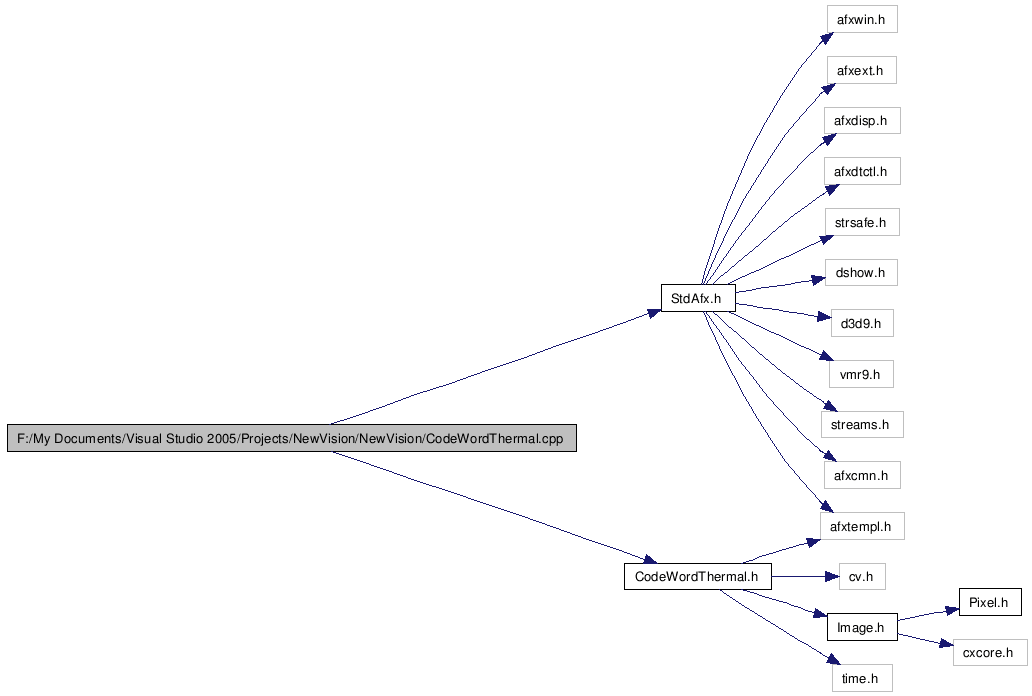 afxwin.h
afxext.h
afxdisp.h
afxdtctl.h
strsafe.h
dshow.h
StdAfx.h
d3d9.h
vmr9.h
streams.h
F:/My Documents/Visual Studio 2005/Projects/NewVision/NewVision/CodeWordThermal.cpp
afxcmn.h
afxtempl.h
CodeWordThermal.h
cv.h
Pixel.h
Image.h
cxcore.h
time.h